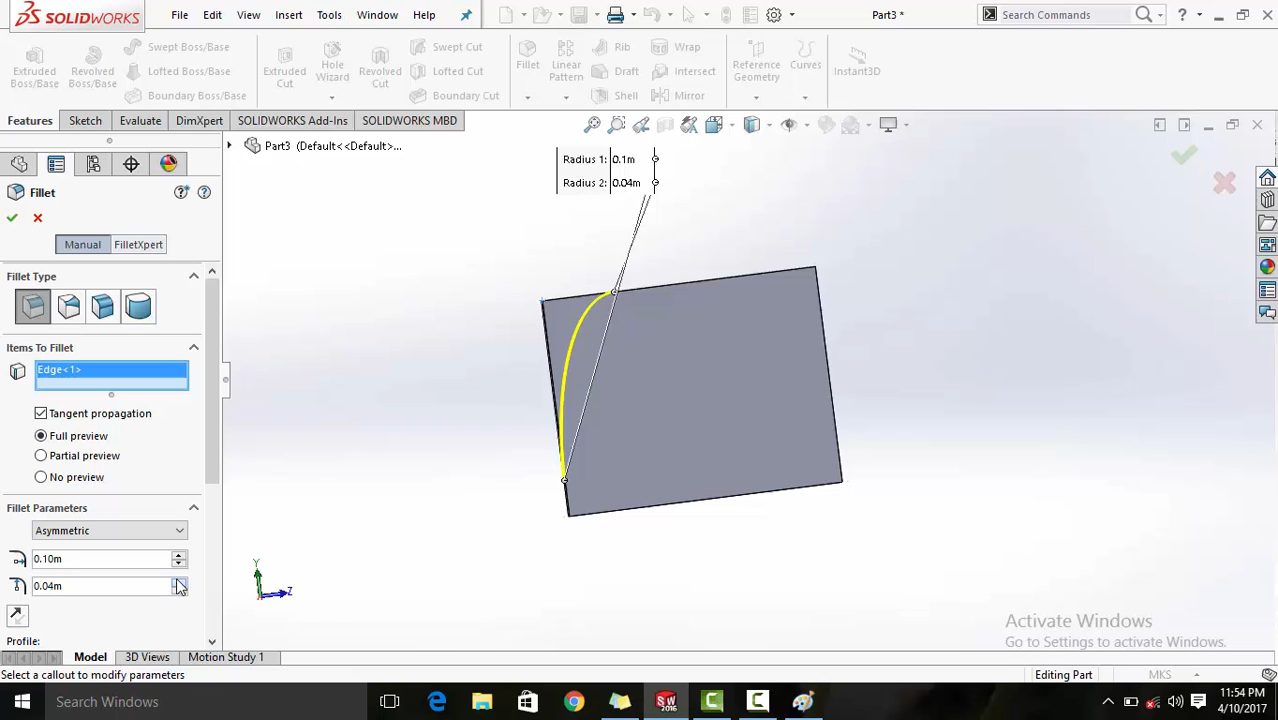 SOLIDWORKS File Edit View Insert Tools Window Help Part3 * Search Commands ?
Extruded Boss/Base Revolved Boss/Base Swept Boss/Base Lofted Boss/Base Boundary Boss/Base Extruded Cut Hole Wizard Revolved Cut Swept Cut Lofted Cut Boundary Cut Fillet Linear Pattern Rib Draft Shell Wrap Intersect Mirror Reference Geometry Curves Instant3D
Features Sketch Evaluate DimXpert SOLIDWORKS Add-Ins SOLIDWORKS MBD
Part3 (Default<<Default>...
Radius 1: 0.1m
Radius 2: 0.04m
Fillet
Manual FilletXpert
Fillet Type
Items To Fillet
Edge<1>
Tangent propagation
Full preview
Partial preview
No preview
Fillet Parameters
Asymmetric
0.10m
0.04m
Profile:
Y
Z
Activate Windows
Go to Settings to activate Windows.
Model 3D Views Motion Study 1
Select a callout to modify parameters Editing Part MKS
Search Windows SW 2016 11:54 PM
4/10/2017